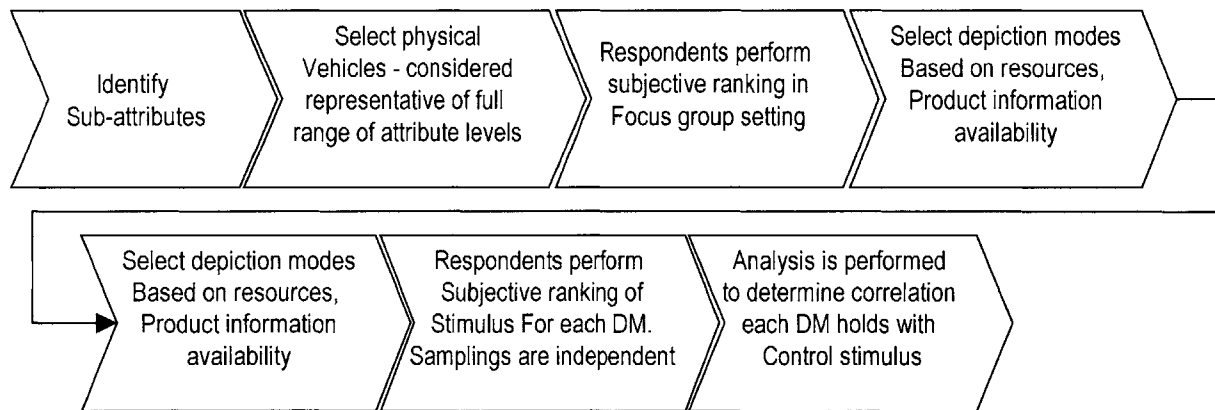 Identify
Sub-attributes
Select physical
Vehicles - considered
representative of full
range of attribute levels
Respondents perform
subjective ranking in
Focus group setting
Select depiction modes
Based on resources,
Product information
availability
Select depiction modes
Based on resources,
Product information
availability
Respondents perform
Subjective ranking of
Stimulus For each DM.
Samplings are independent
Analysis is performed
to determine correlation
each DM holds with
Control stimulus